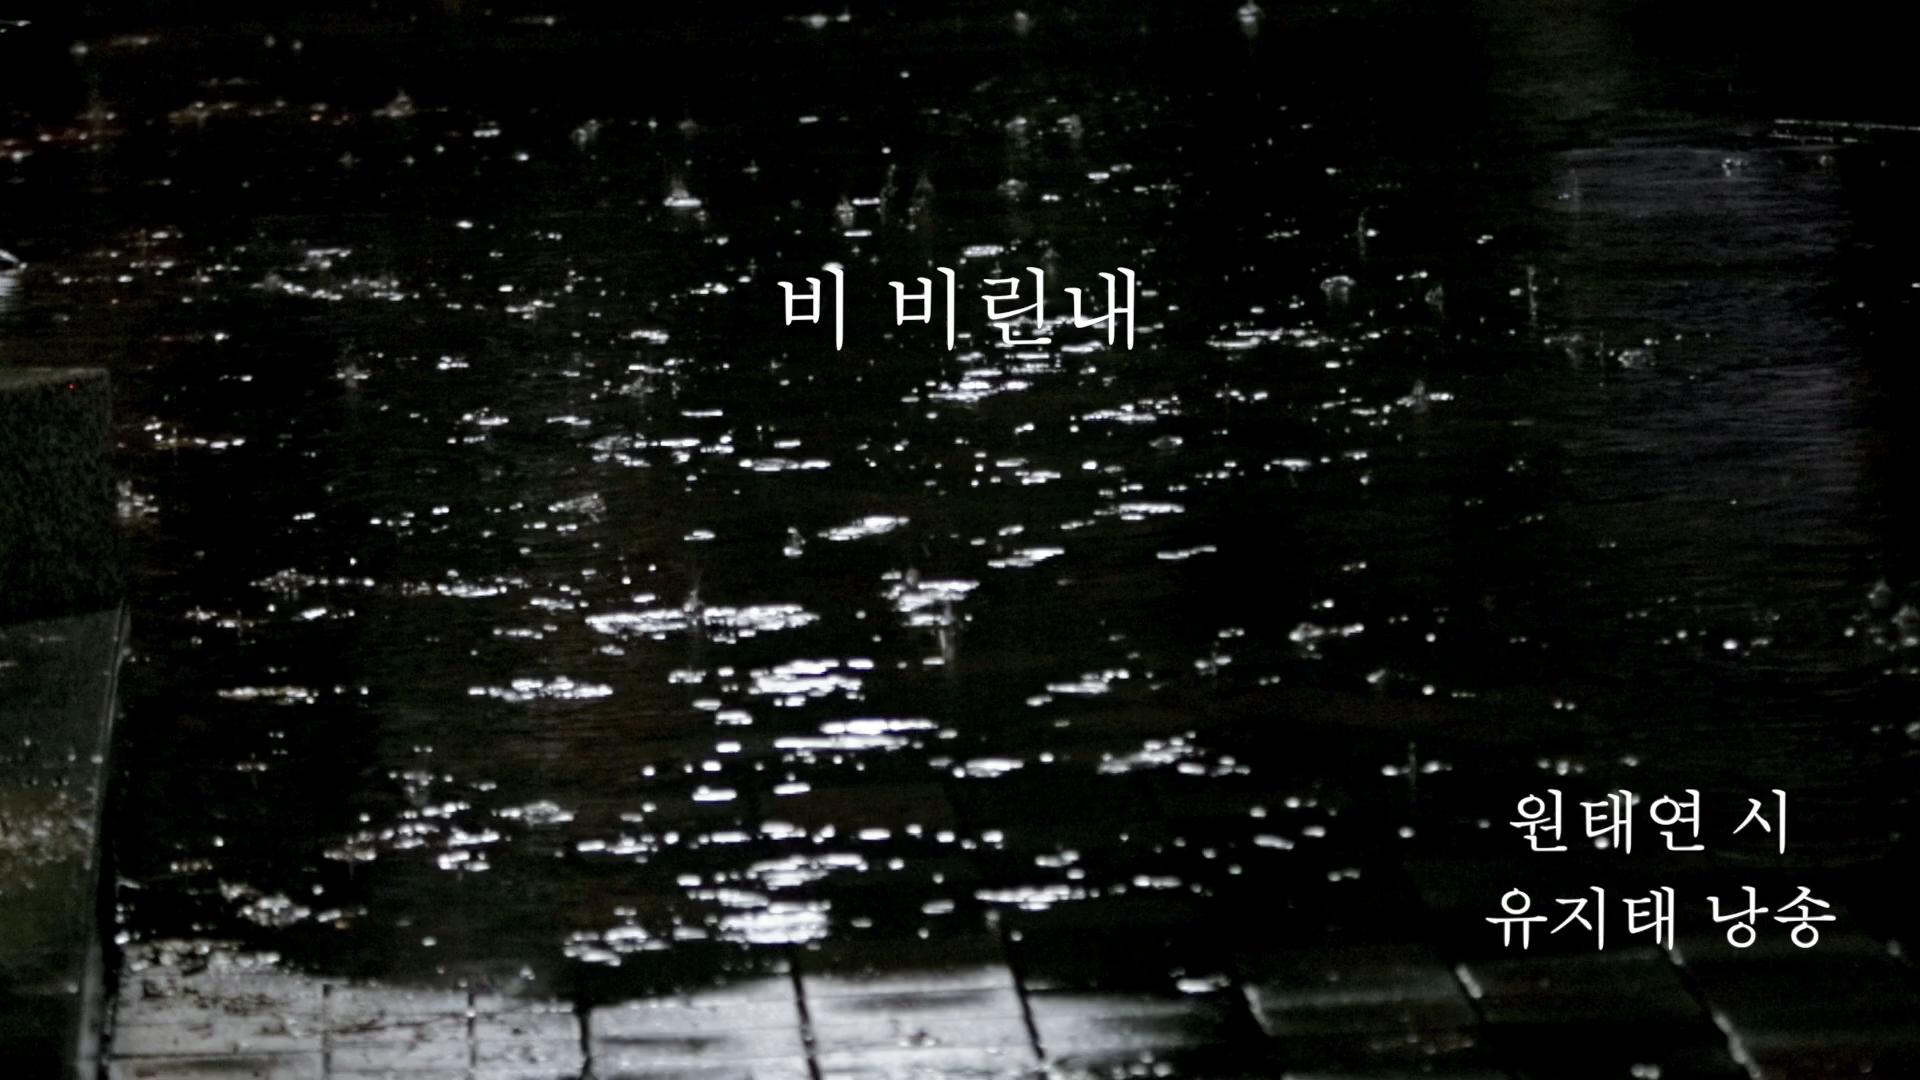 비 비린내
원태연 시
유지태 낭송